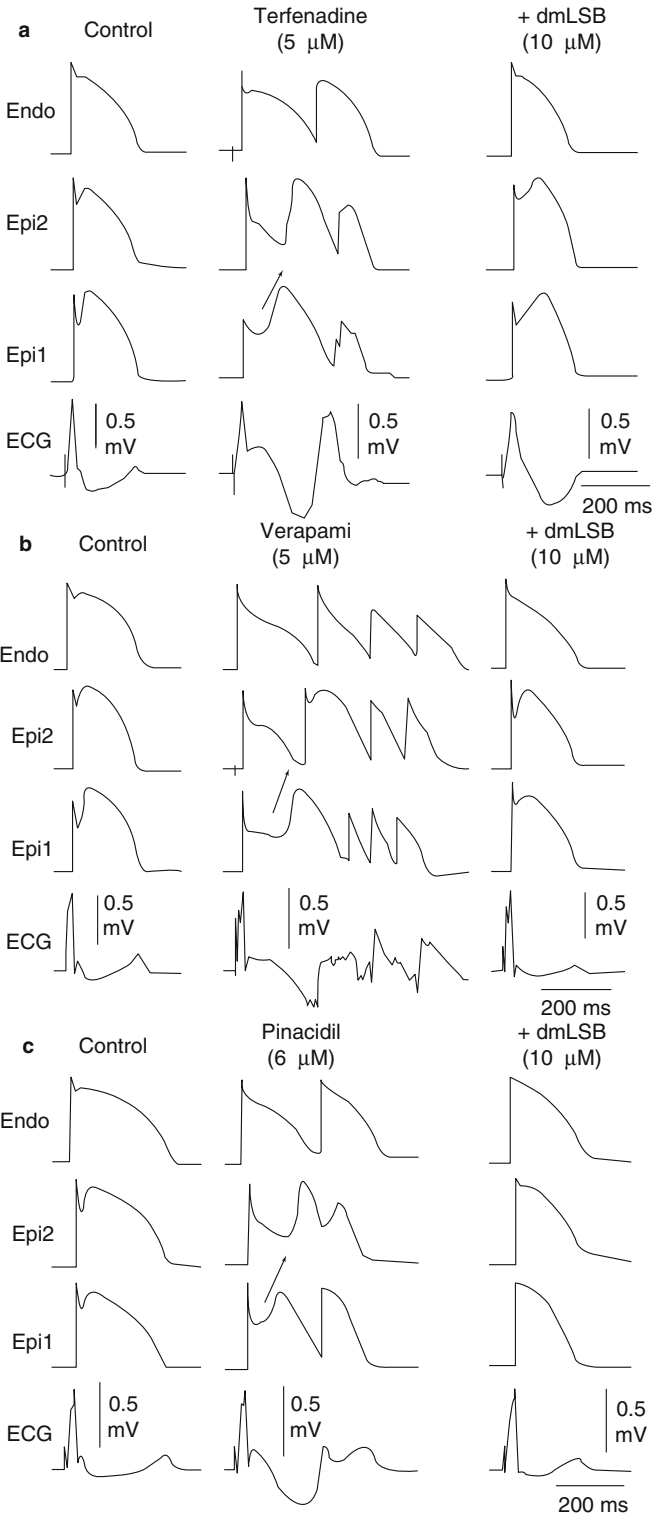 a
Control
Terfenadine
(5 μM)
+ dmLSB
(10 μM)
Endo
Epi2
Epi1
ECG
0.5
mV
0.5
mV
0.5
mV
200 ms
b
Control
Verapami
(5 μM)
+ dmLSB
(10 μM)
Endo
Epi2
Epi1
ECG
0.5
mV
0.5
mV
0.5
mV
200 ms
c
Control
Pinacidil
(6 μM)
+ dmLSB
(10 μM)
Endo
Epi2
Epi1
ECG
0.5
mV
0.5
mV
0.5
mV
200 ms